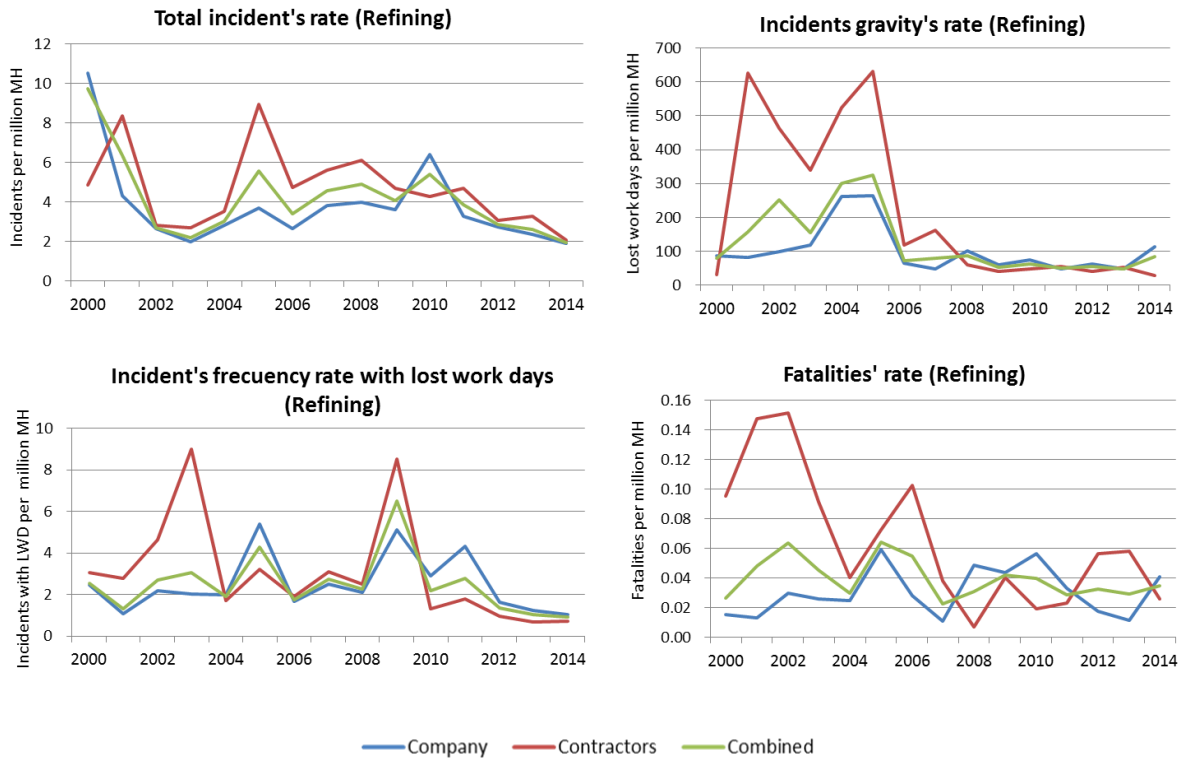 Total incident's rate (Refining)
Incidents per million MH
12
10
8
6
4
2
0
2000 2002 2004 2006 2008 2010 2012 2014
Incidents gravity's rate (Refining)
Lost workdays per million MH
700
600
500
400
300
200
100
0
2000 2002 2004 2006 2008 2010 2012 2014
Incident's frecuency rate with lost work days
(Refining)
Incidents with LWD per million MH
10
8
6
4
2
0
2000 2002 2004 2006 2008 2010 2012 2014
Fatalities' rate (Refining)
Fatalities per million MH
0.16
0.14
0.12
0.10
0.08
0.06
0.04
0.02
0.00
2000 2002 2004 2006 2008 2010 2012 2014
Company Contractors Combined